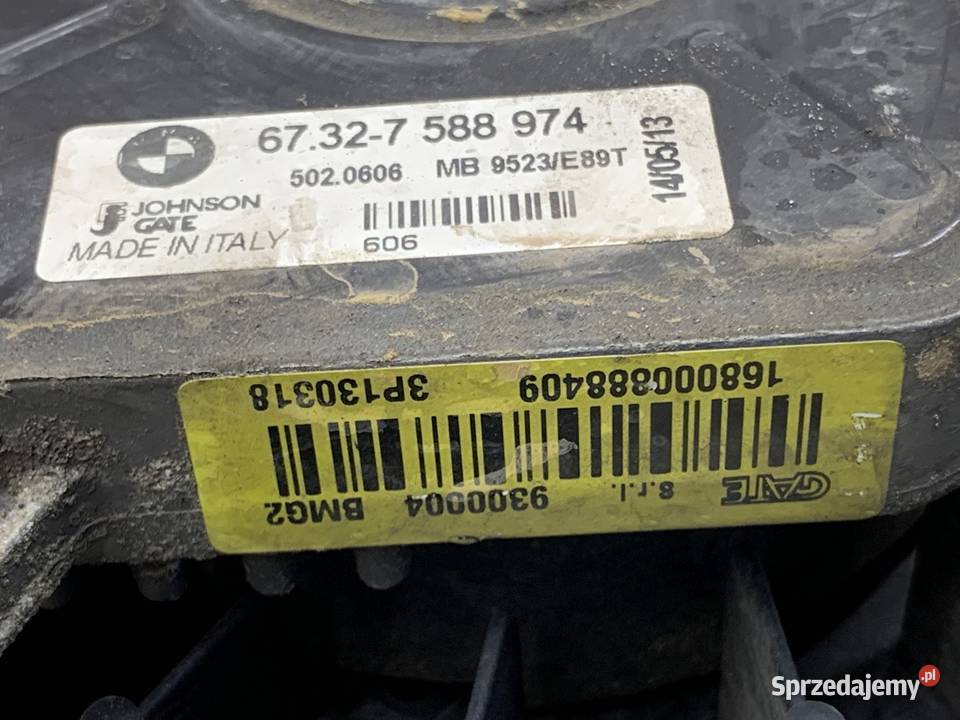 67.32-7 588 974
502.0606 MB 9523/E89T
14/05/13
JOHNSON
GATE
MADE IN ITALY
606
GATE s.r.l. 9300004 BMG2
16800088409 3P130318
Sprzedajemy.pl